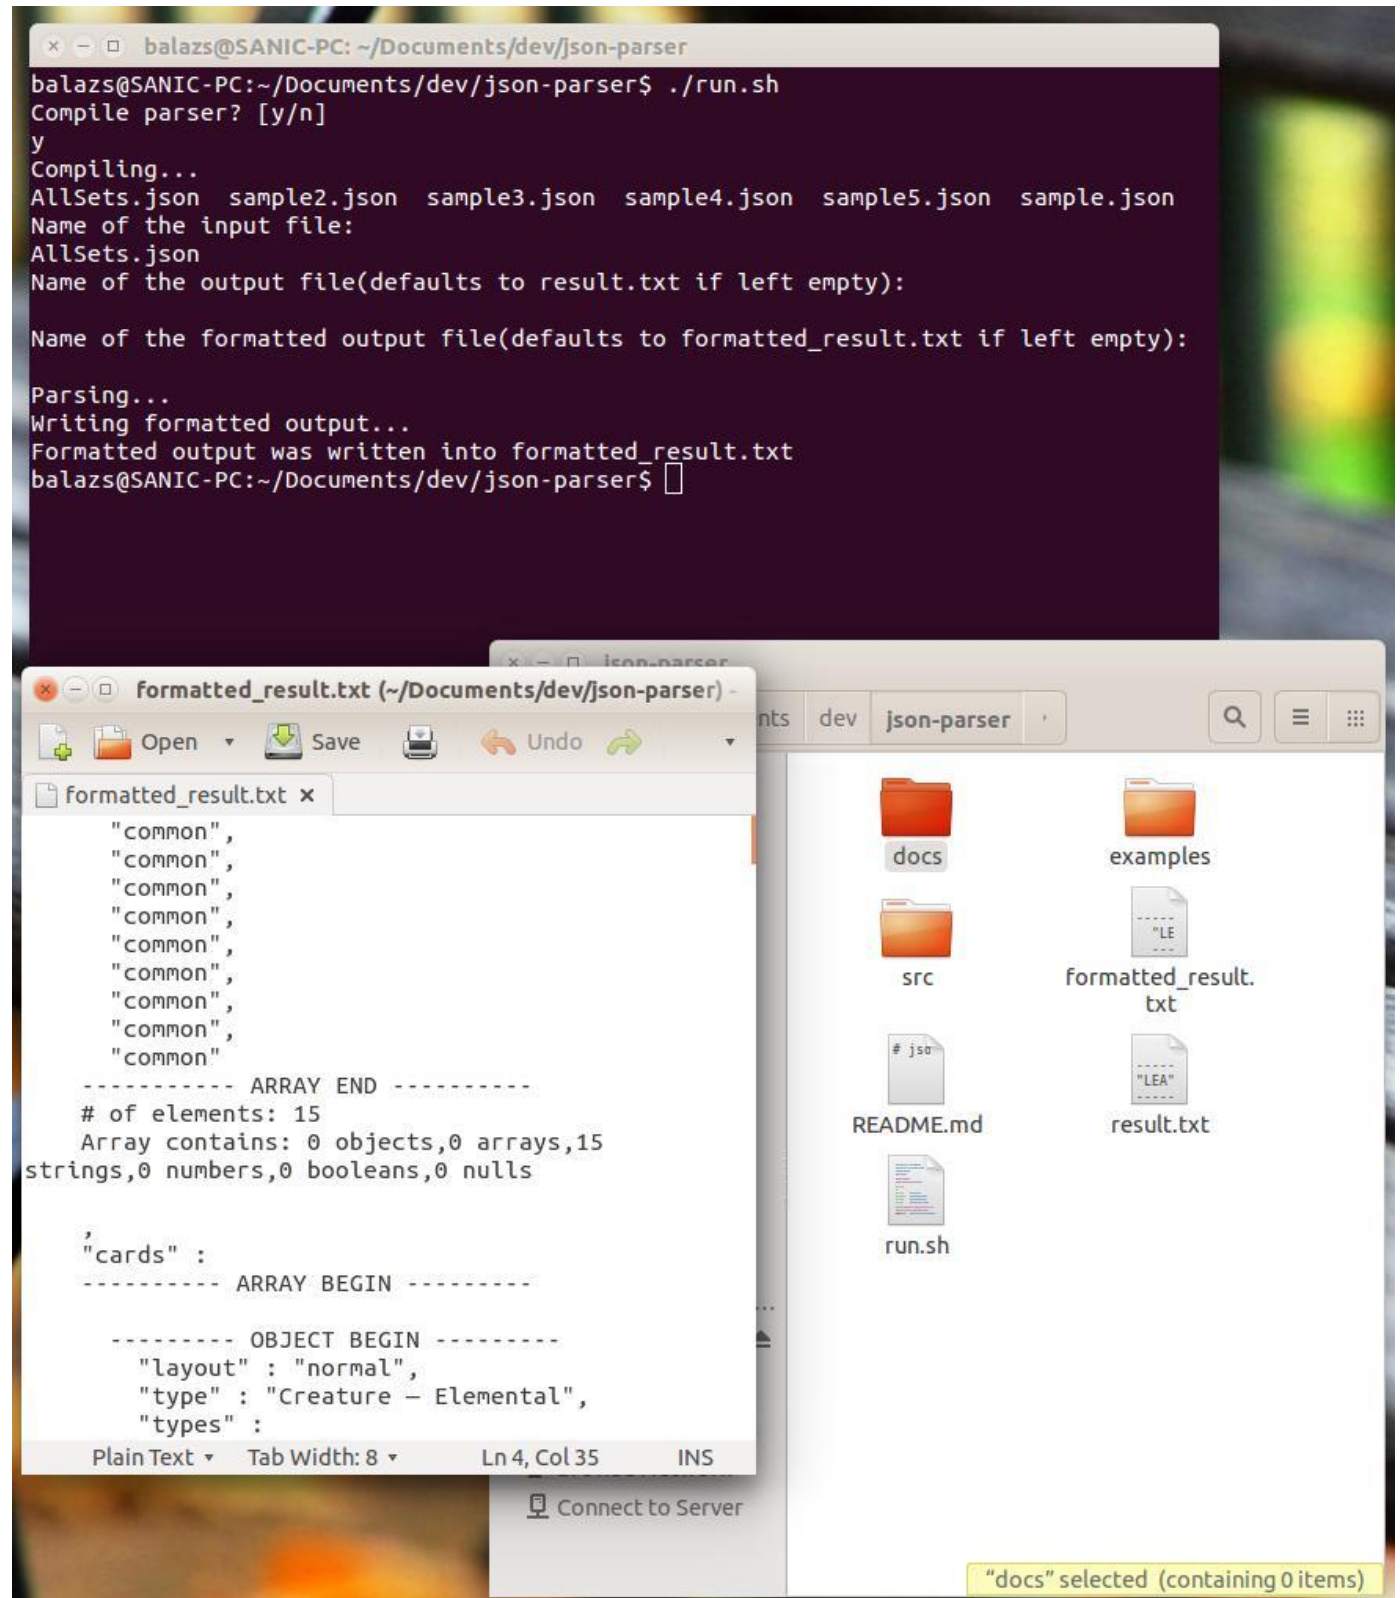 balazs@SANIC-PC: ~/Documents/dev/json-parser
balazs@SANIC-PC:~/Documents/dev/json-parser$ ./run.sh
Compile parser? [y/n]
y
Compiling...
AllSets.json  sample2.json  sample3.json  sample4.json  sample5.json  sample.json
Name of the input file:
AllSets.json
Name of the output file(defaults to result.txt if left empty):
Name of the formatted output file(defaults to formatted_result.txt if left empty):
Parsing...
Writing formatted output...
Formatted output was written into formatted_result.txt
balazs@SANIC-PC:~/Documents/dev/json-parser$
json-parser
formatted_result.txt (~/Documents/dev/json-parser) -
Open Save Undo
formatted_result.txt
"common",
"common",
"common",
"common",
"common",
"common",
"common",
"common",
"common"
----------- ARRAY END ----------
# of elements: 15
Array contains: 0 objects,0 arrays,15
strings,0 numbers,0 booleans,0 nulls
,
"cards" :
---------- ARRAY BEGIN ---------
--------- OBJECT BEGIN ---------
"layout" : "normal",
"type" : "Creature — Elemental",
"types" :
Plain Text Tab Width: 8 Ln 4, Col 35 INS
nts dev json-parser
docs examples
"LE
src formatted_result.
txt
# jso
"LEA"
README.md result.txt
run.sh
Connect to Server
"docs" selected (containing 0 items)